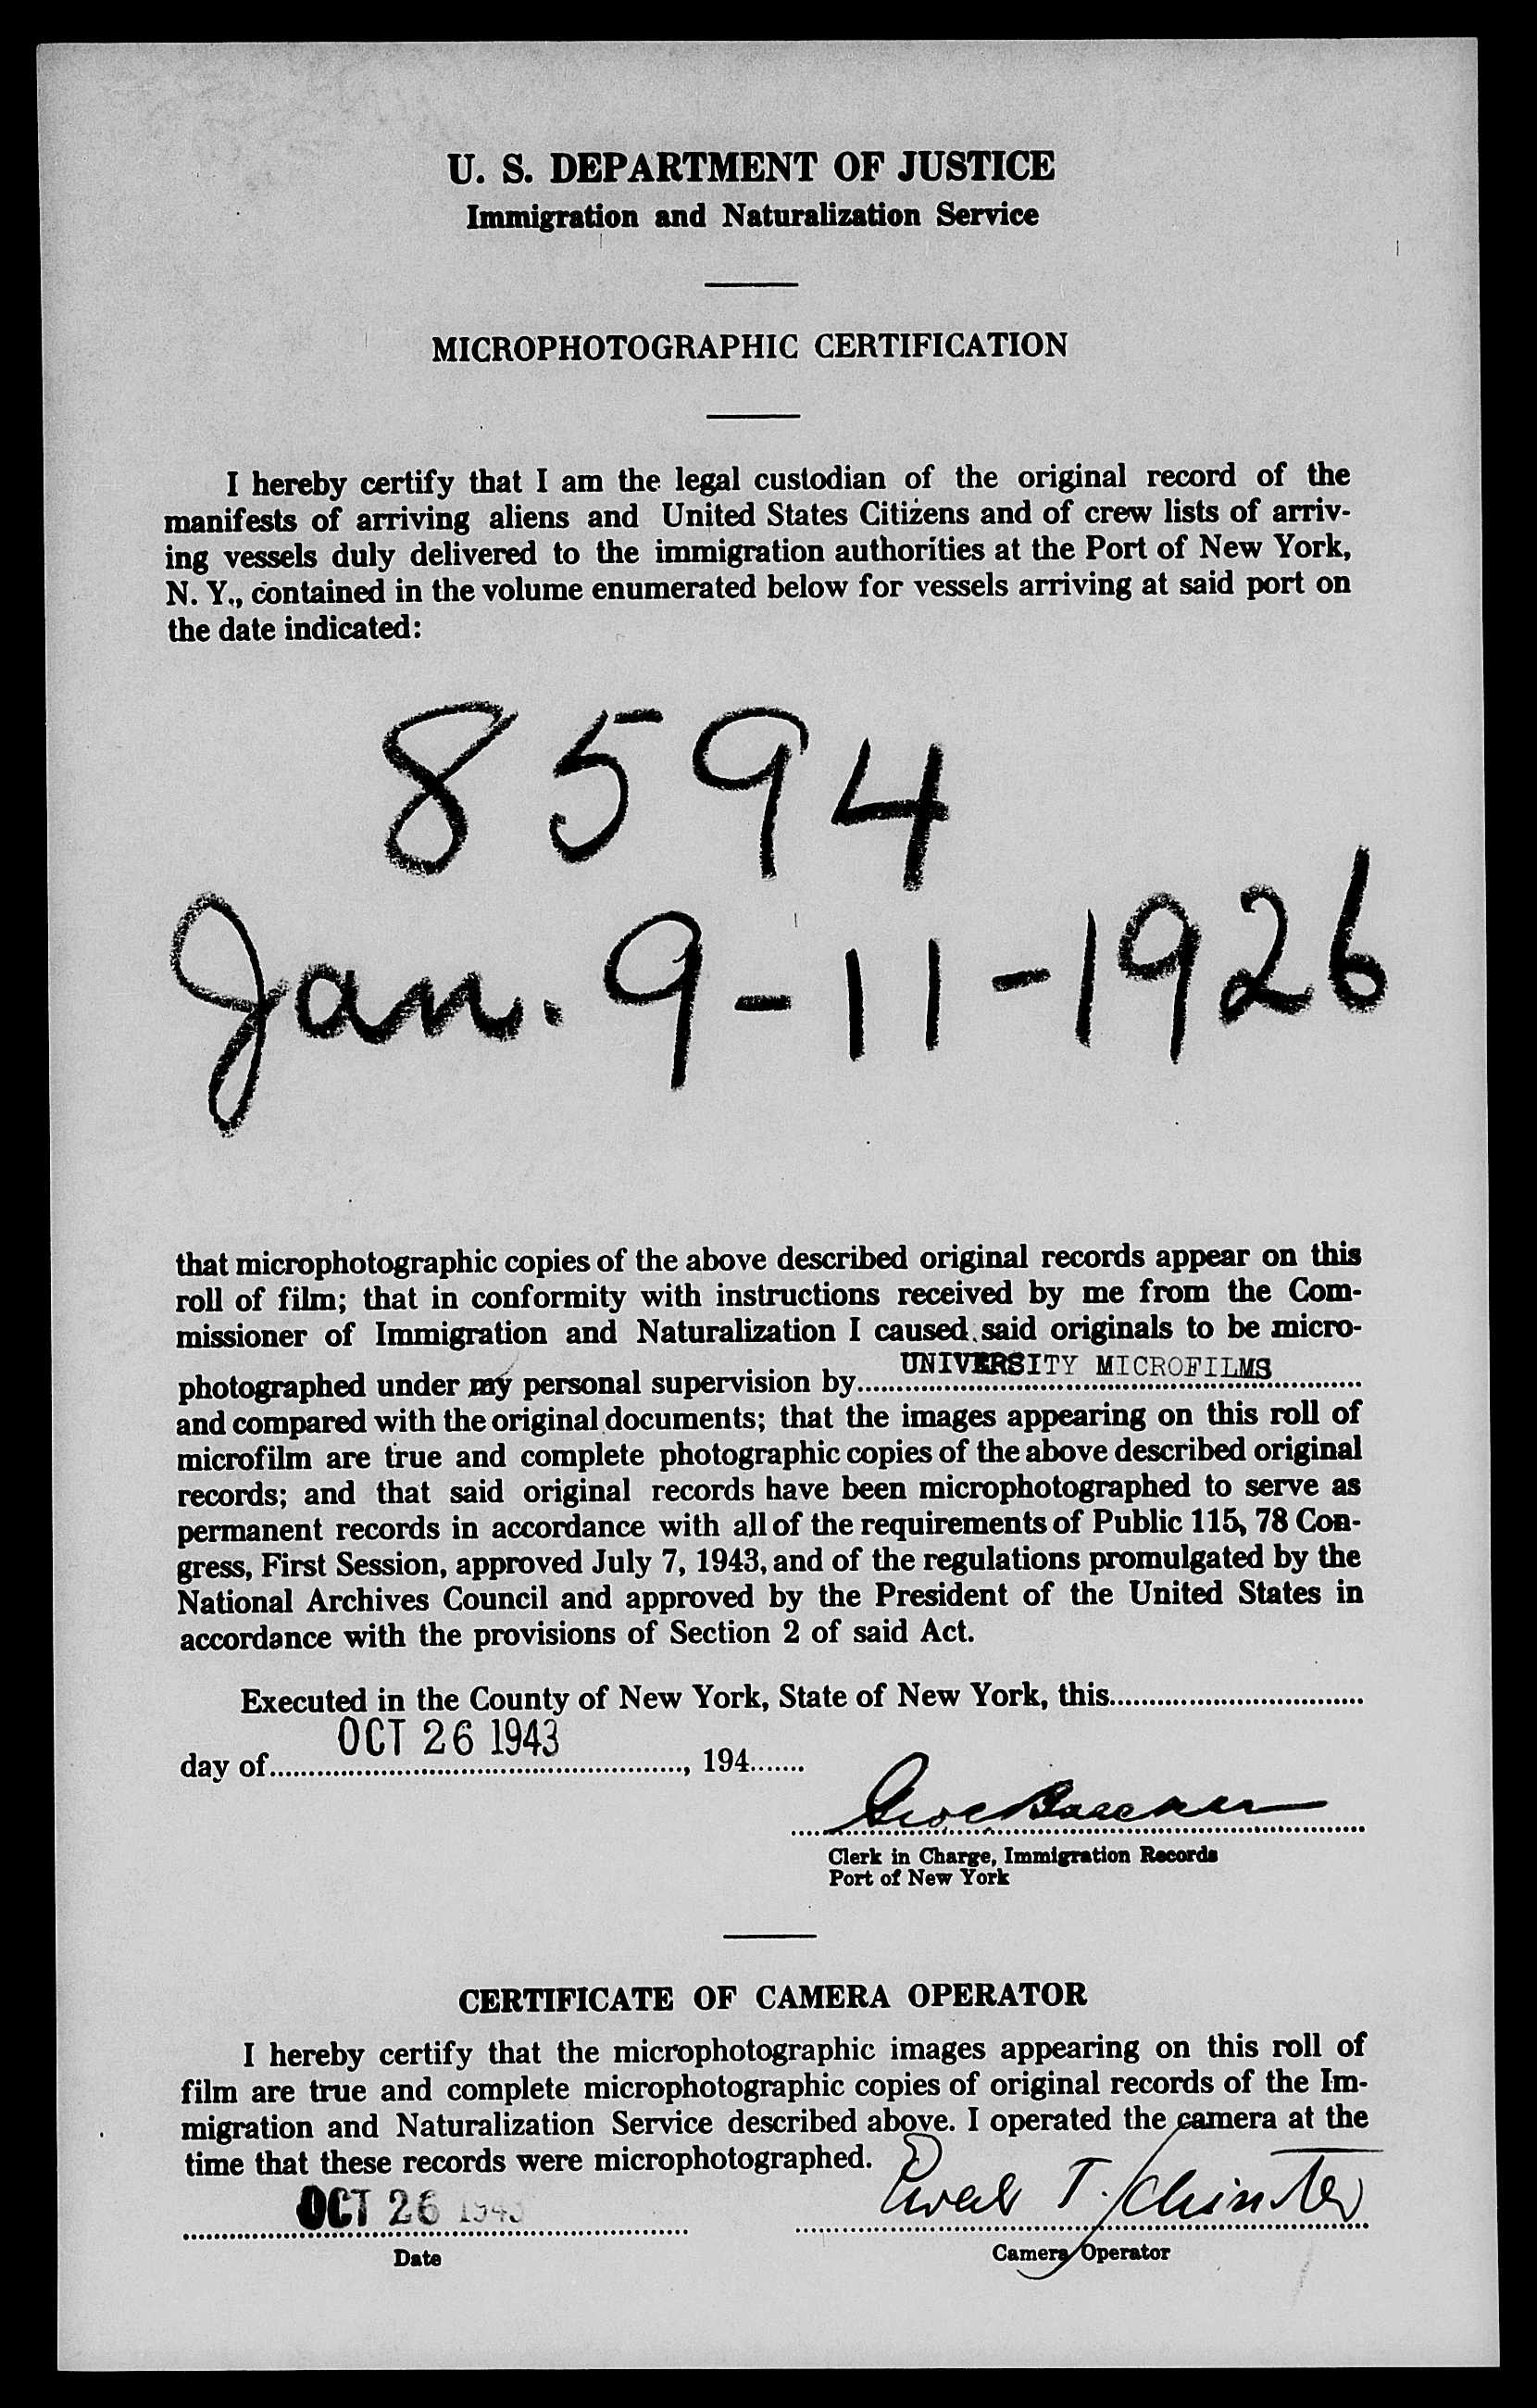 U. S. DEPARTMENT OF JUSTICE
Immigration and Naturalization Service
MICROPHOTOGRAPHIC CERTIFICATION
I hereby certify that I am the legal custodian of the original record of the
manifests of arriving aliens and United States Citizens and of crew lists of arriv-
ing vessels duly delivered to the immigration authorities at the Port of New York,
N. Y., contained in the volume enumerated below for vessels arriving at said port on
the date indicated:
8594
Jan. 9-11-1926
that microphotographic copies of the above described original records appear on this
roll of film; that in conformity with instructions received by me from the Com-
missioner of Immigration and Naturalization I caused said originals to be micro-
photographed under my personal supervision by UNIVERSITY MICROFILMS
and compared with the original documents; that the images appearing on this roll of
microfilm are true and complete photographic copies of the above described original
records; and that said original records have been microphotographed to serve as
permanent records in accordance with all of the requirements of Public 115, 78 Con-
gress, First Session, approved July 7, 1943, and of the regulations promulgated by the
National Archives Council and approved by the President of the United States in
accordance with the provisions of Section 2 of said Act.
Executed in the County of New York, State of New York, this
day of OCT 26 1943, 194
Clerk in Charge, Immigration Records
Port of New York
CERTIFICATE OF CAMERA OPERATOR
I hereby certify that the microphotographic images appearing on this roll of
film are true and complete microphotographic copies of original records of the Im-
migration and Naturalization Service described above. I operated the camera at the
time that these records were microphotographed.
OCT 26 1943
T.
Date
Camera Operator